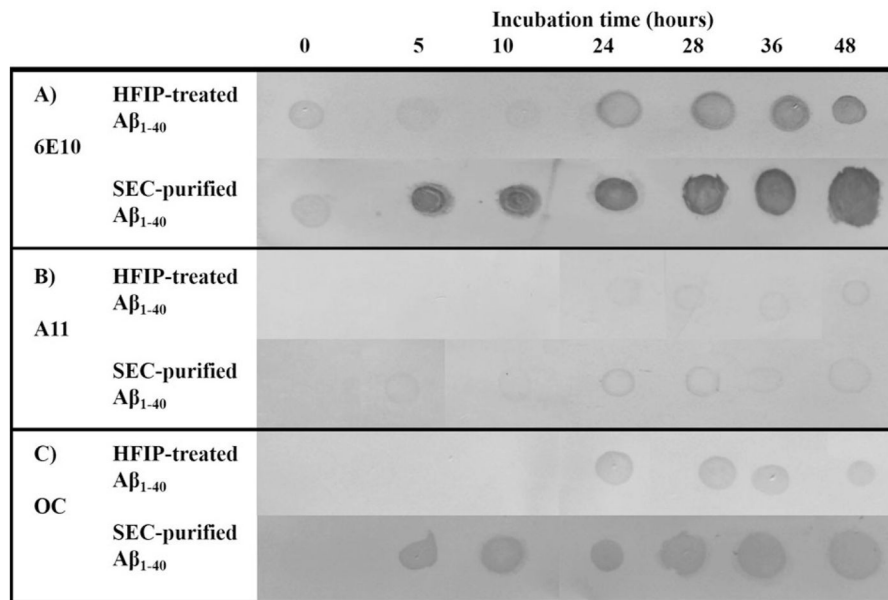 Incubation time (hours)
0 5 10 24 28 36 48
A) HFIP-treated
Aβ₁₋₄₀
6E10
SEC-purified
Aβ₁₋₄₀
B) HFIP-treated
Aβ₁₋₄₀
A11
SEC-purified
Aβ₁₋₄₀
C) HFIP-treated
Aβ₁₋₄₀
OC
SEC-purified
Aβ₁₋₄₀